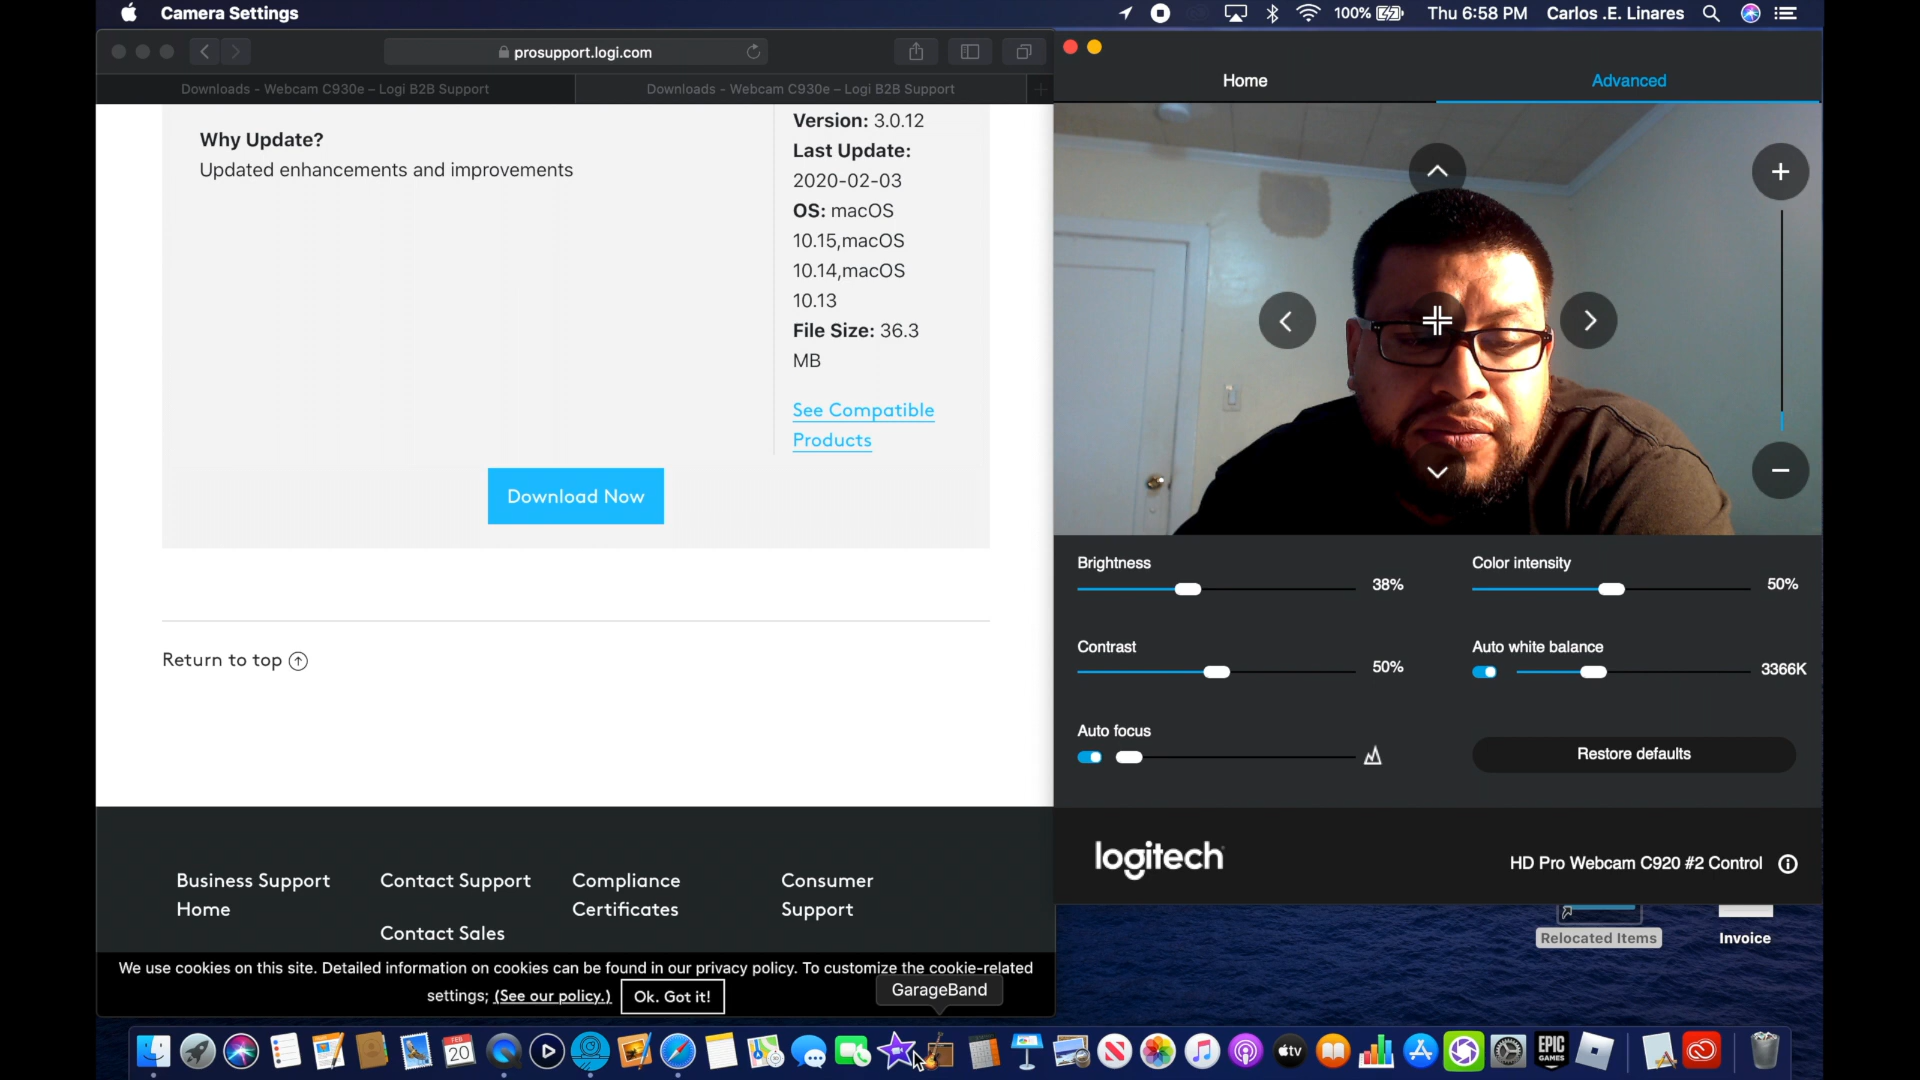 Camera Settings
100%
Thu 6:58 PM
Carlos .E. Linares
prosupport.logi.com
Downloads - Webcam C930e – Logi B2B Support
Downloads - Webcam C930e – Logi B2B Support
Why Update?
Updated enhancements and improvements
Version: 3.0.12
Last Update:
2020-02-03
OS: macOS
10.15,macOS
10.14,macOS
10.13
File Size: 36.3
MB
See Compatible
Products
Download Now
Return to top
Business Support
Home
Contact Support
Contact Sales
Compliance
Certificates
Consumer
Support
We use cookies on this site. Detailed information on cookies can be found in our privacy policy. To customize the cookie-related
settings; (See our policy.)
Ok. Got it!
GarageBand
Home
Advanced
Brightness
38%
Color intensity
50%
Contrast
50%
Auto white balance
3366K
Auto focus
Restore defaults
logitech
HD Pro Webcam C920 #2 Control
Relocated Items
Invoice
FEB
20
tv
EPIC
GAMES